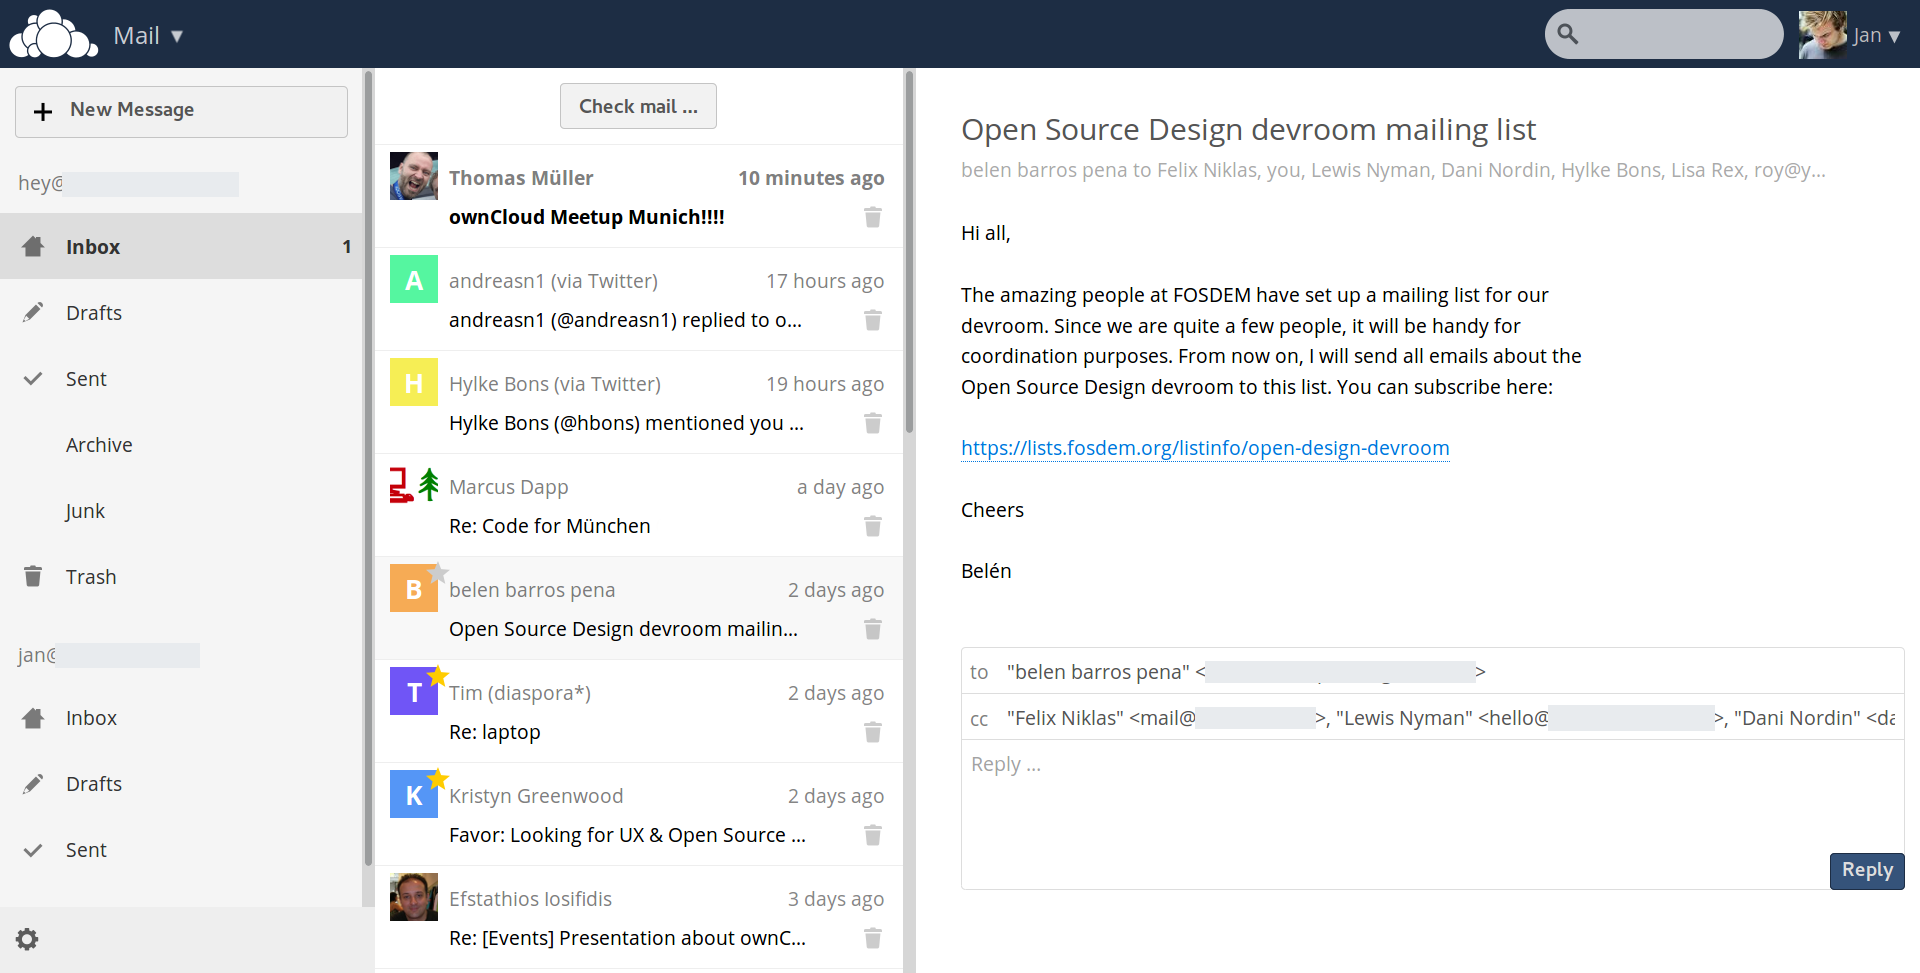 Mail ▼
Jan ▼
New Message
hey@
Inbox 1
Drafts
Sent
Archive
Junk
Trash
jan@
Inbox
Drafts
Sent
Check mail ...
Thomas Müller 10 minutes ago
ownCloud Meetup Munich!!!!
A
andreasn1 (via Twitter) 17 hours ago
andreasn1 (@andreasn1) replied to o...
H
Hylke Bons (via Twitter) 19 hours ago
Hylke Bons (@hbons) mentioned you ...
Marcus Dapp a day ago
Re: Code for München
B
belen barros pena 2 days ago
Open Source Design devroom mailin...
T
Tim (diaspora*) 2 days ago
Re: laptop
K
Kristyn Greenwood 2 days ago
Favor: Looking for UX & Open Source ...
Efstathios Iosifidis 3 days ago
Re: [Events] Presentation about ownC...
Open Source Design devroom mailing list
belen barros pena to Felix Niklas, you, Lewis Nyman, Dani Nordin, Hylke Bons, Lisa Rex, roy@y...
Hi all,
The amazing people at FOSDEM have set up a mailing list for our
devroom. Since we are quite a few people, it will be handy for
coordination purposes. From now on, I will send all emails about the
Open Source Design devroom to this list. You can subscribe here:
https://lists.fosdem.org/listinfo/open-design-devroom
Cheers
Belén
to "belen barros pena" < >
cc "Felix Niklas" <mail@ >, "Lewis Nyman" <hello@ >, "Dani Nordin" <da
Reply ...
Reply